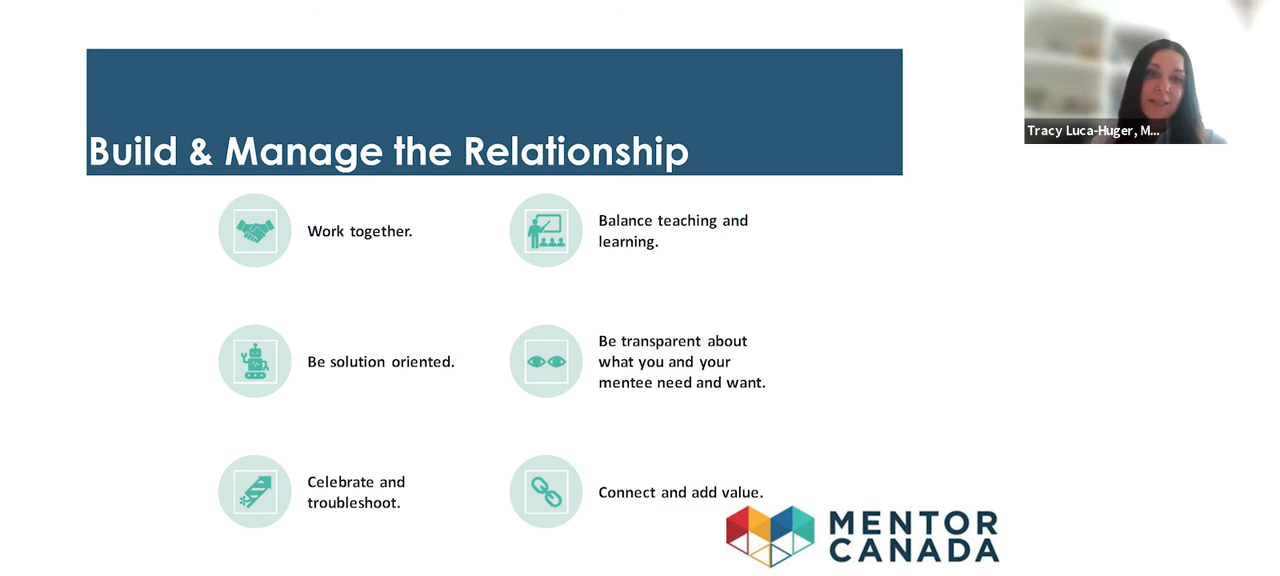 Build & Manage the Relationship
Tracy Luca-Huger, M...
Work together.
Balance teaching and
learning.
Be solution oriented.
Be transparent about
what you and your
mentee need and want.
Celebrate and
troubleshoot.
Connect and add value.
MENTOR
CANADA